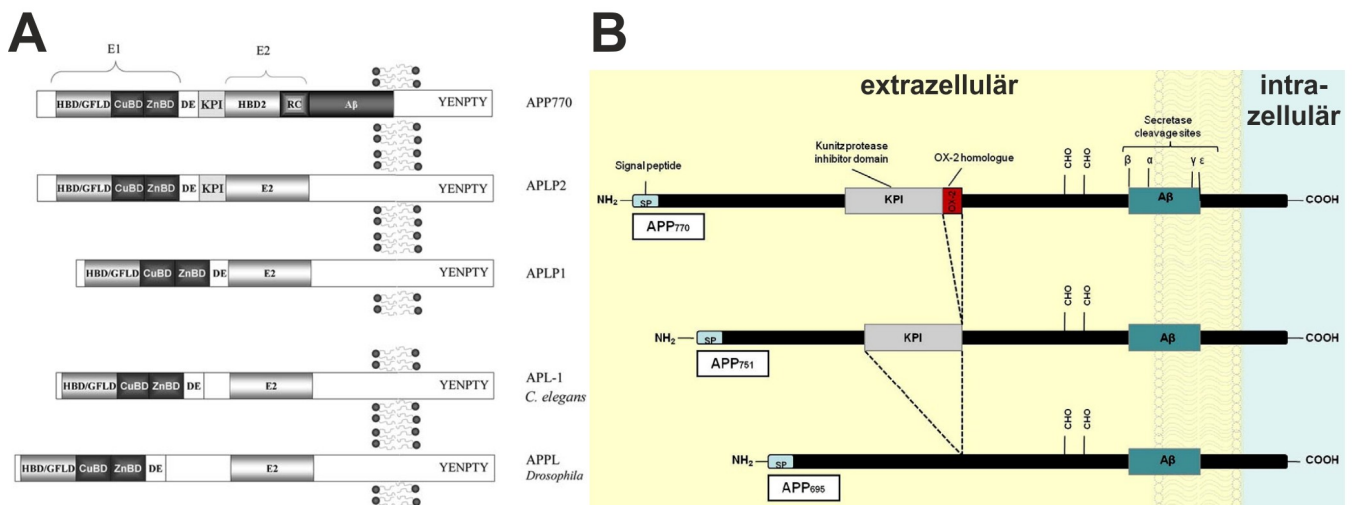 A
E1
E2
HBD/GFLD CuBD ZnBD DE KPI HBD2 RC Aβ YENPTY APP770
HBD/GFLD CuBD ZnBD DE KPI E2 YENPTY APLP2
HBD/GFLD CuBD ZnBD DE E2 YENPTY APLP1
HBD/GFLD CuBD ZnBD DE E2 YENPTY APL-1
C. elegans
HBD/GFLD CuBD ZnBD DE E2 YENPTY APPL
Drosophila
B
extrazellulär
intra-
zellulär
Secretase
cleavage sites
Kunitz protease
inhibitor domain
OX-2 homologue
Signal peptide
CHO CHO
β α γ ε
NH2 SP KPI OX-2 Aβ COOH
APP770
CHO CHO
NH2 SP KPI Aβ COOH
APP751
CHO CHO
NH2 SP Aβ COOH
APP695